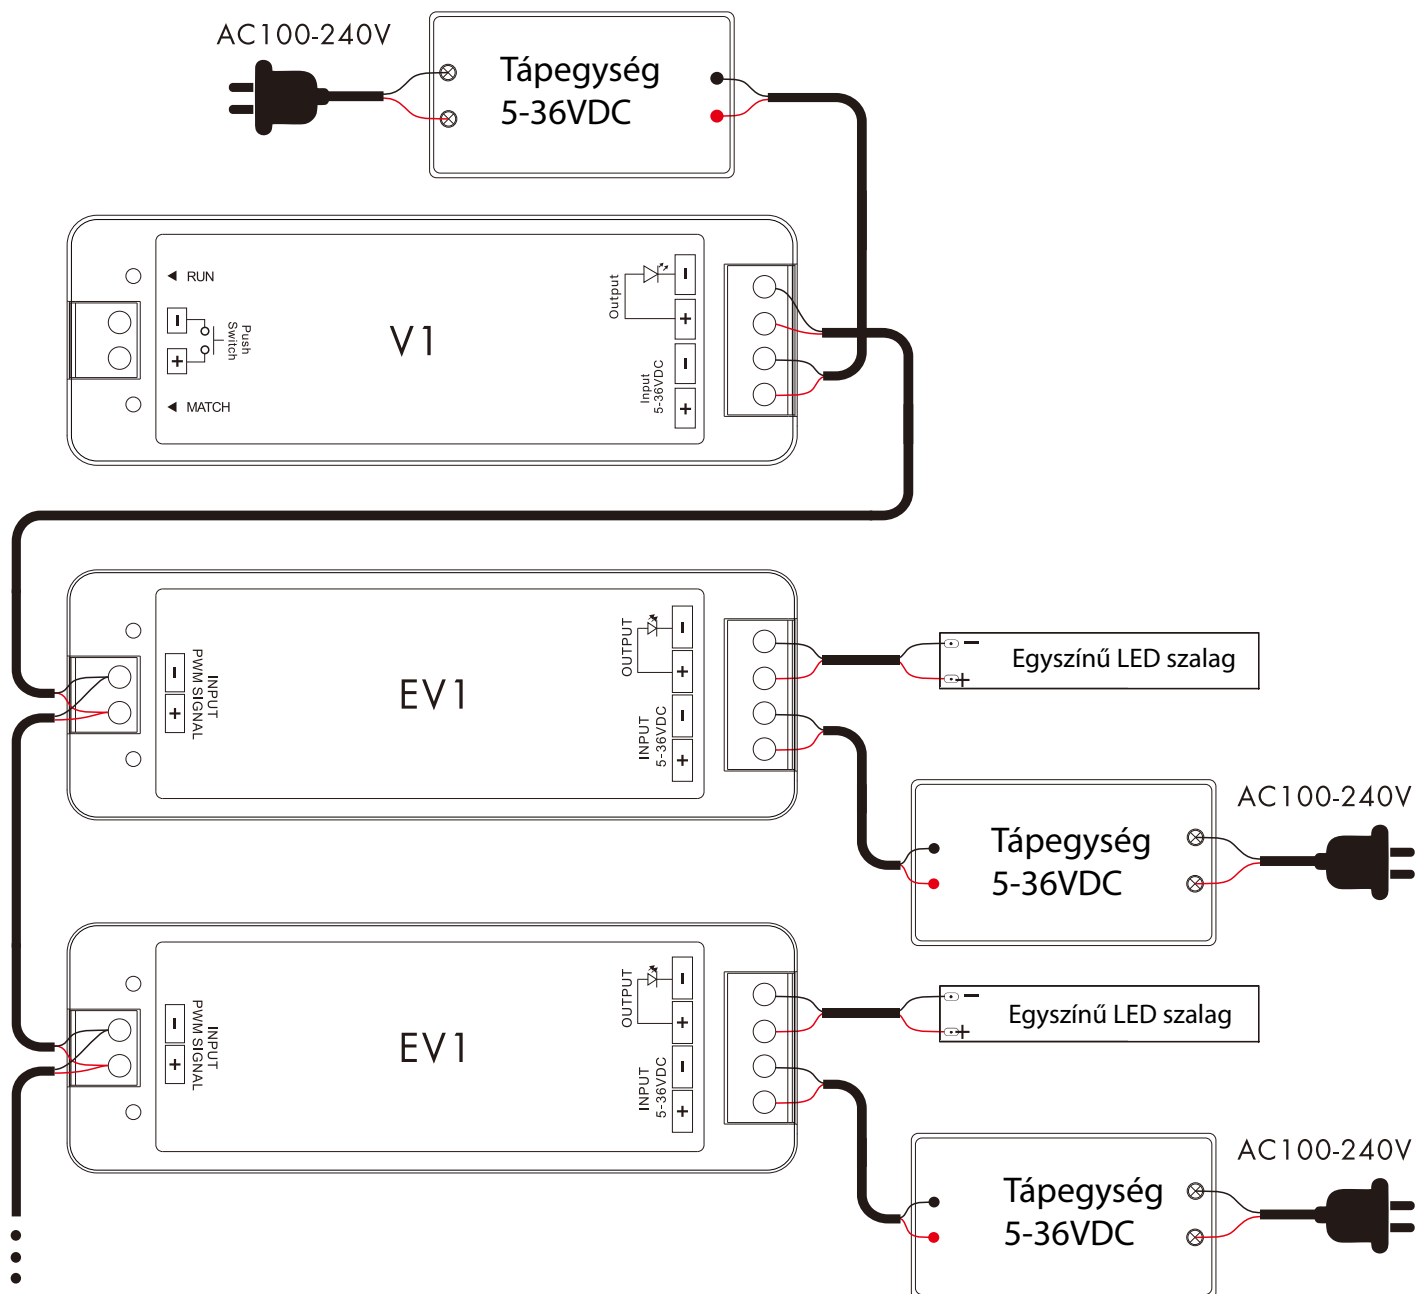 AC100-240V
Tápegység
5-36VDC
RUN
Push
Switch
MATCH
V1
Output
Input
5-36VDC
INPUT
PWM SIGNAL
EV1
OUTPUT
INPUT
5-36VDC
Egyszínű LED szalag
AC100-240V
Tápegység
5-36VDC
INPUT
PWM SIGNAL
EV1
OUTPUT
INPUT
5-36VDC
Egyszínű LED szalag
AC100-240V
Tápegység
5-36VDC